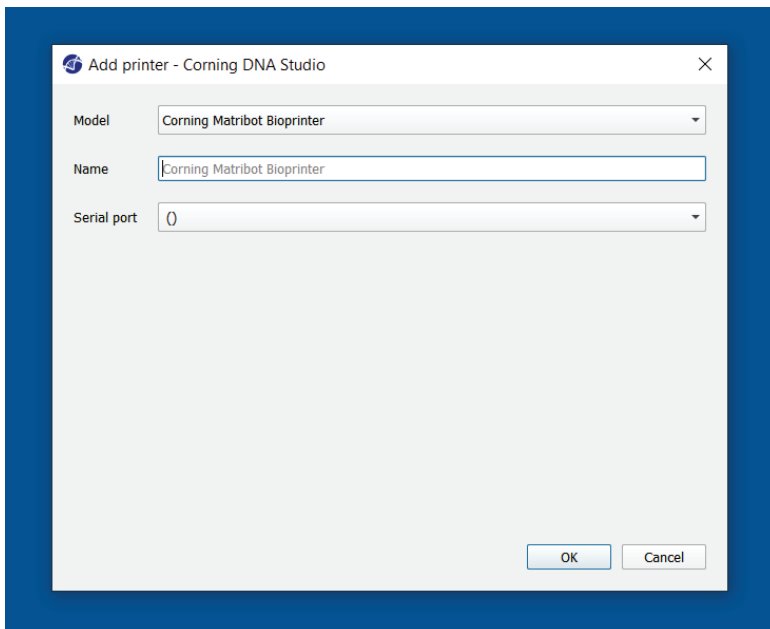 Add printer - Corning DNA Studio
Model
Corning Matribot Bioprinter
Name
Corning Matribot Bioprinter
Serial port
()
OK
Cancel